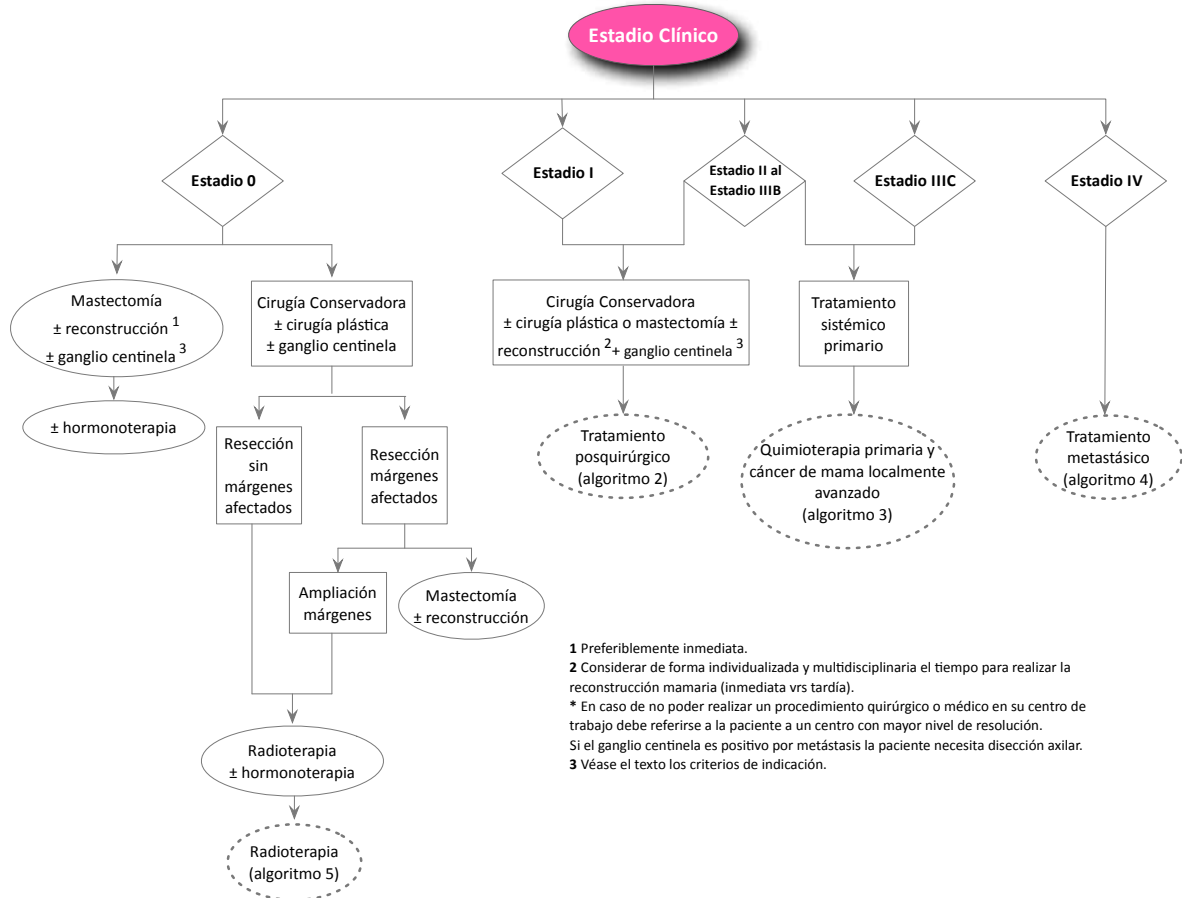 Estadio Clínico
Estadio 0
Estadio I
Estadio II al
Estadio IIIB
Estadio IIIC
Estadio IV
Mastectomía
± reconstrucción 1
± ganglio centinela 3
Cirugía Conservadora
± cirugía plástica
± ganglio centinela
Cirugía Conservadora
± cirugía plástica o mastectomía ±
reconstrucción 2+ ganglio centinela 3
Tratamiento
sistémico
primario
± hormonoterapia
Resección
sin
márgenes
afectados
Resección
márgenes
afectados
Tratamiento
posquirúrgico
(algoritmo 2)
Quimioterapia primaria y
cáncer de mama localmente
avanzado
(algoritmo 3)
Tratamiento
metastásico
(algoritmo 4)
Ampliación
márgenes
Mastectomía
± reconstrucción
1 Preferiblemente inmediata.
2 Considerar de forma individualizada y multidisciplinaria el tiempo para realizar la
reconstrucción mamaria (inmediata vrs tardía).
* En caso de no poder realizar un procedimiento quirúrgico o médico en su centro de
trabajo debe referirse a la paciente a un centro con mayor nivel de resolución.
Si el ganglio centinela es positivo por metástasis la paciente necesita disección axilar.
3 Véase el texto los criterios de indicación.
Radioterapia
± hormonoterapia
Radioterapia
(algoritmo 5)